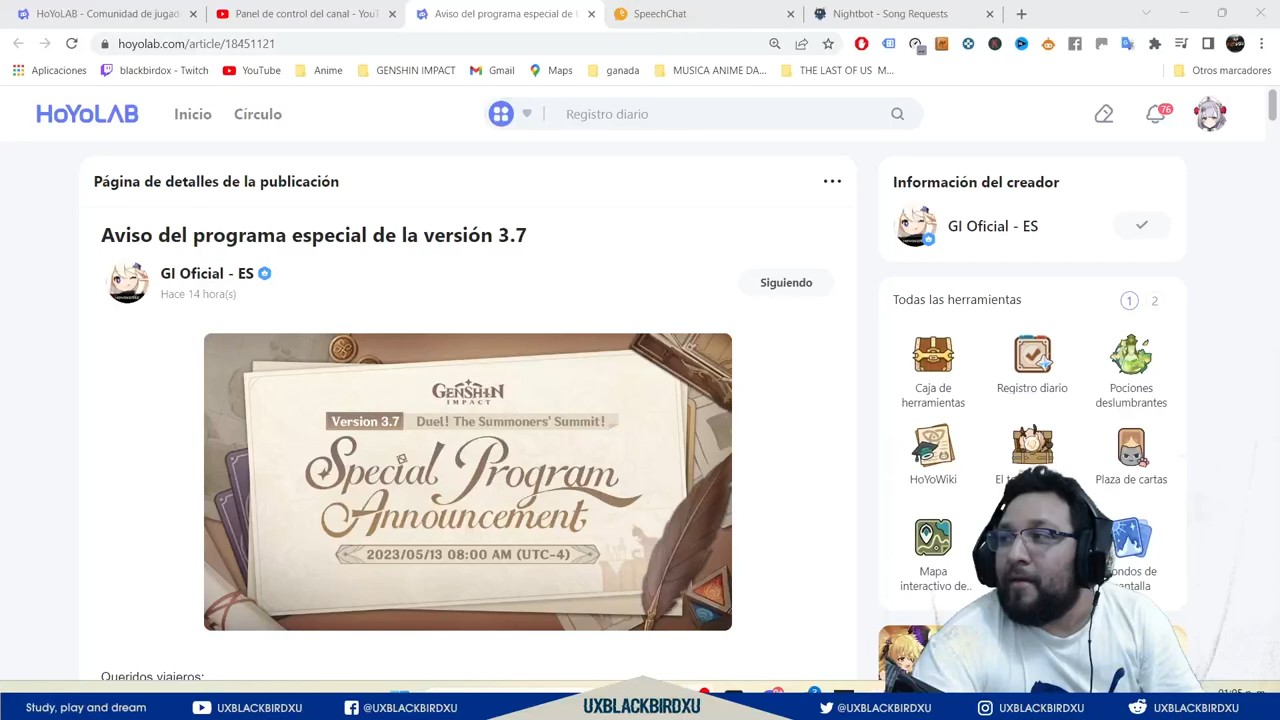 HoYoLAB - Comunidad de jugad
Panel de control del canal - YouT
Aviso del programa especial de l
SpeechChat
Nightbot - Song Requests
hoyolab.com/article/18451121
Aplicaciones
blackbirdox - Twitch
YouTube
Anime
GENSHIN IMPACT
Gmail
Maps
ganada
MUSICA ANIME DA...
THE LAST OF US M...
Otros marcadores
HoYoLAB
Inicio
Círculo
Registro diario
76
Página de detalles de la publicación
Aviso del programa especial de la versión 3.7
GI Oficial - ES
Hace 14 hora(s)
Siguiendo
GENSHIN
IMPACT
Version 3.7 Duel! The Summoners' Summit!
Special Program
Announcement
2023/05/13 08:00 AM (UTC-4)
Queridos viajeros:
Información del creador
GI Oficial - ES
Todas las herramientas
1 2
Caja de
herramientas
Registro diario
Pociones
deslumbrantes
HoYoWiki
Plaza de cartas
Mapa
interactivo de..
Study, play and dream
UXBLACKBIRDXU
@UXBLACKBIRDXU
UXBLACKBIRDXU
@UXBLACKBIRDXU
UXBLACKBIRDXU
UXBLACKBIRDXU